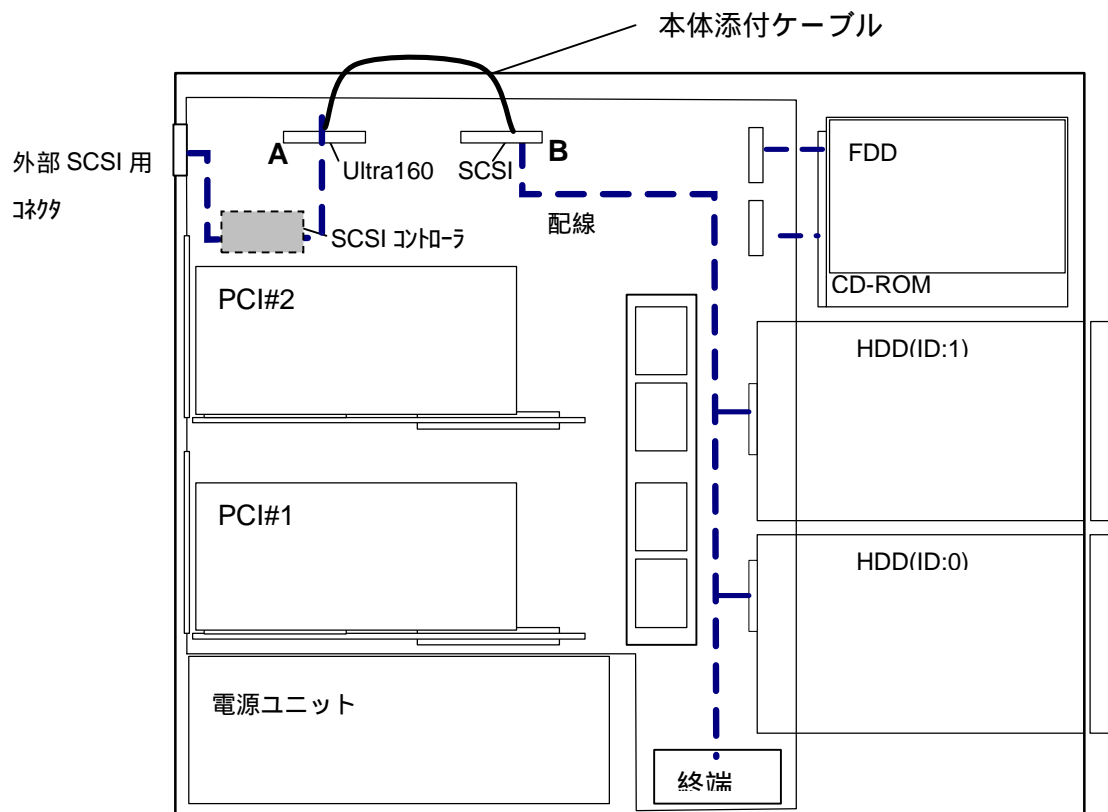 本体添付ケーブル
外部 SCSI 用
コネクタ
A
Ultra160
SCSI
B
FDD
配線
SCSI コントローラ
CD-ROM
PCI#2
HDD(ID:1)
PCI#1
HDD(ID:0)
電源ユニット
終端